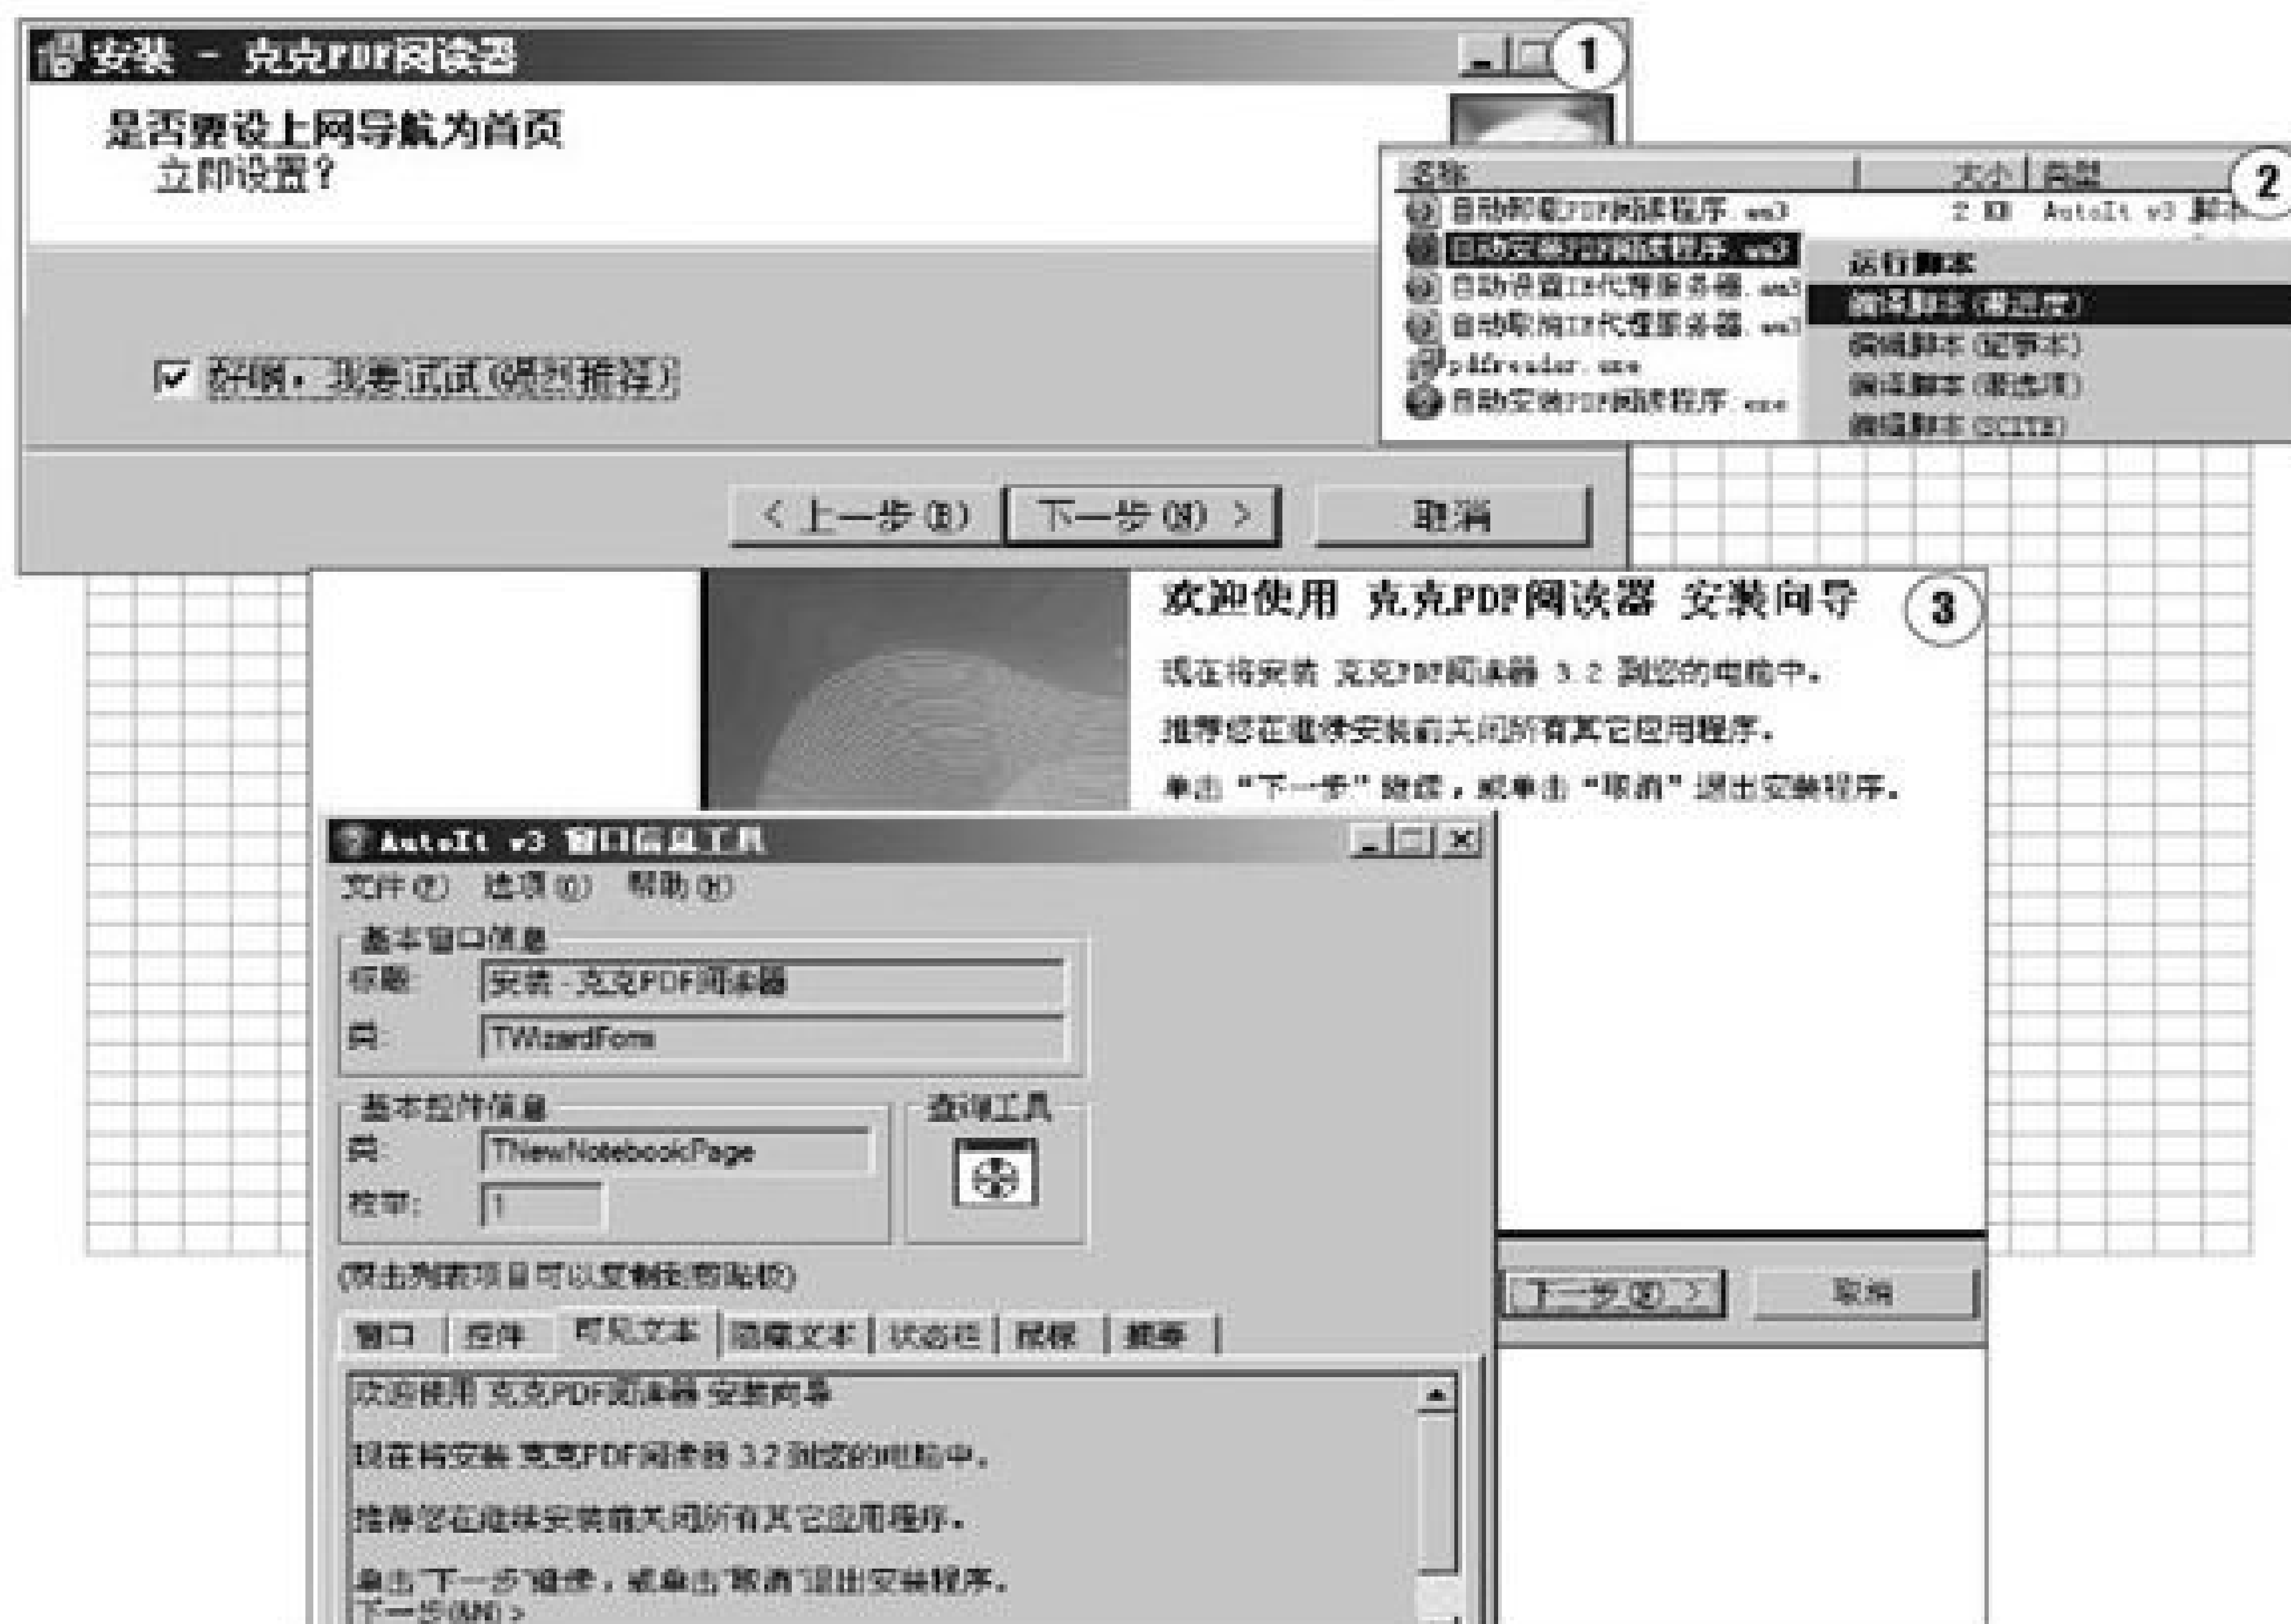 安装 - 克克PDF阅读器
1
是否要设上网导航为首页
立即设置?
好啊,我要试试(强烈推荐)
< 上一步(B)
下一步(N) >
取消
2
名称 大小 类型
自动卸载PDF阅读程序.au3 2 KB AutoIt v3 脚本
自动安装PDF阅读程序.au3
自动设置IE代理服务器.au3
自动取消IE代理服务器.au3
pdfreader.exe
自动安装PDF阅读程序.exe
运行脚本
编译脚本(带进度)
编辑脚本(记事本)
编译脚本(带选项)
编辑脚本(SCITE)
3
欢迎使用 克克PDF阅读器 安装向导
现在将安装 克克PDF阅读器 3.2 到您的电脑中。
推荐您在继续安装前关闭所有其它应用程序。
单击“下一步”继续,或单击“取消”退出安装程序。
AutoIt v3 窗口信息工具
文件(F) 选项(O) 帮助(H)
基本窗口信息
标题: 安装 - 克克PDF阅读器
类: TWizardForm
基本控件信息
类: TNewNotebookPage
枚举: 1
查询工具
(双击列表项目可以复制到剪贴板)
窗口 控件 可见文本 隐藏文本 状态栏 鼠标 摘要
欢迎使用 克克PDF阅读器 安装向导
现在将安装 克克PDF阅读器 3.2 到您的电脑中。
推荐您在继续安装前关闭所有其它应用程序。
单击“下一步”继续,或单击“取消”退出安装程序。
下一步(&N) >
下一步(N) >
取消